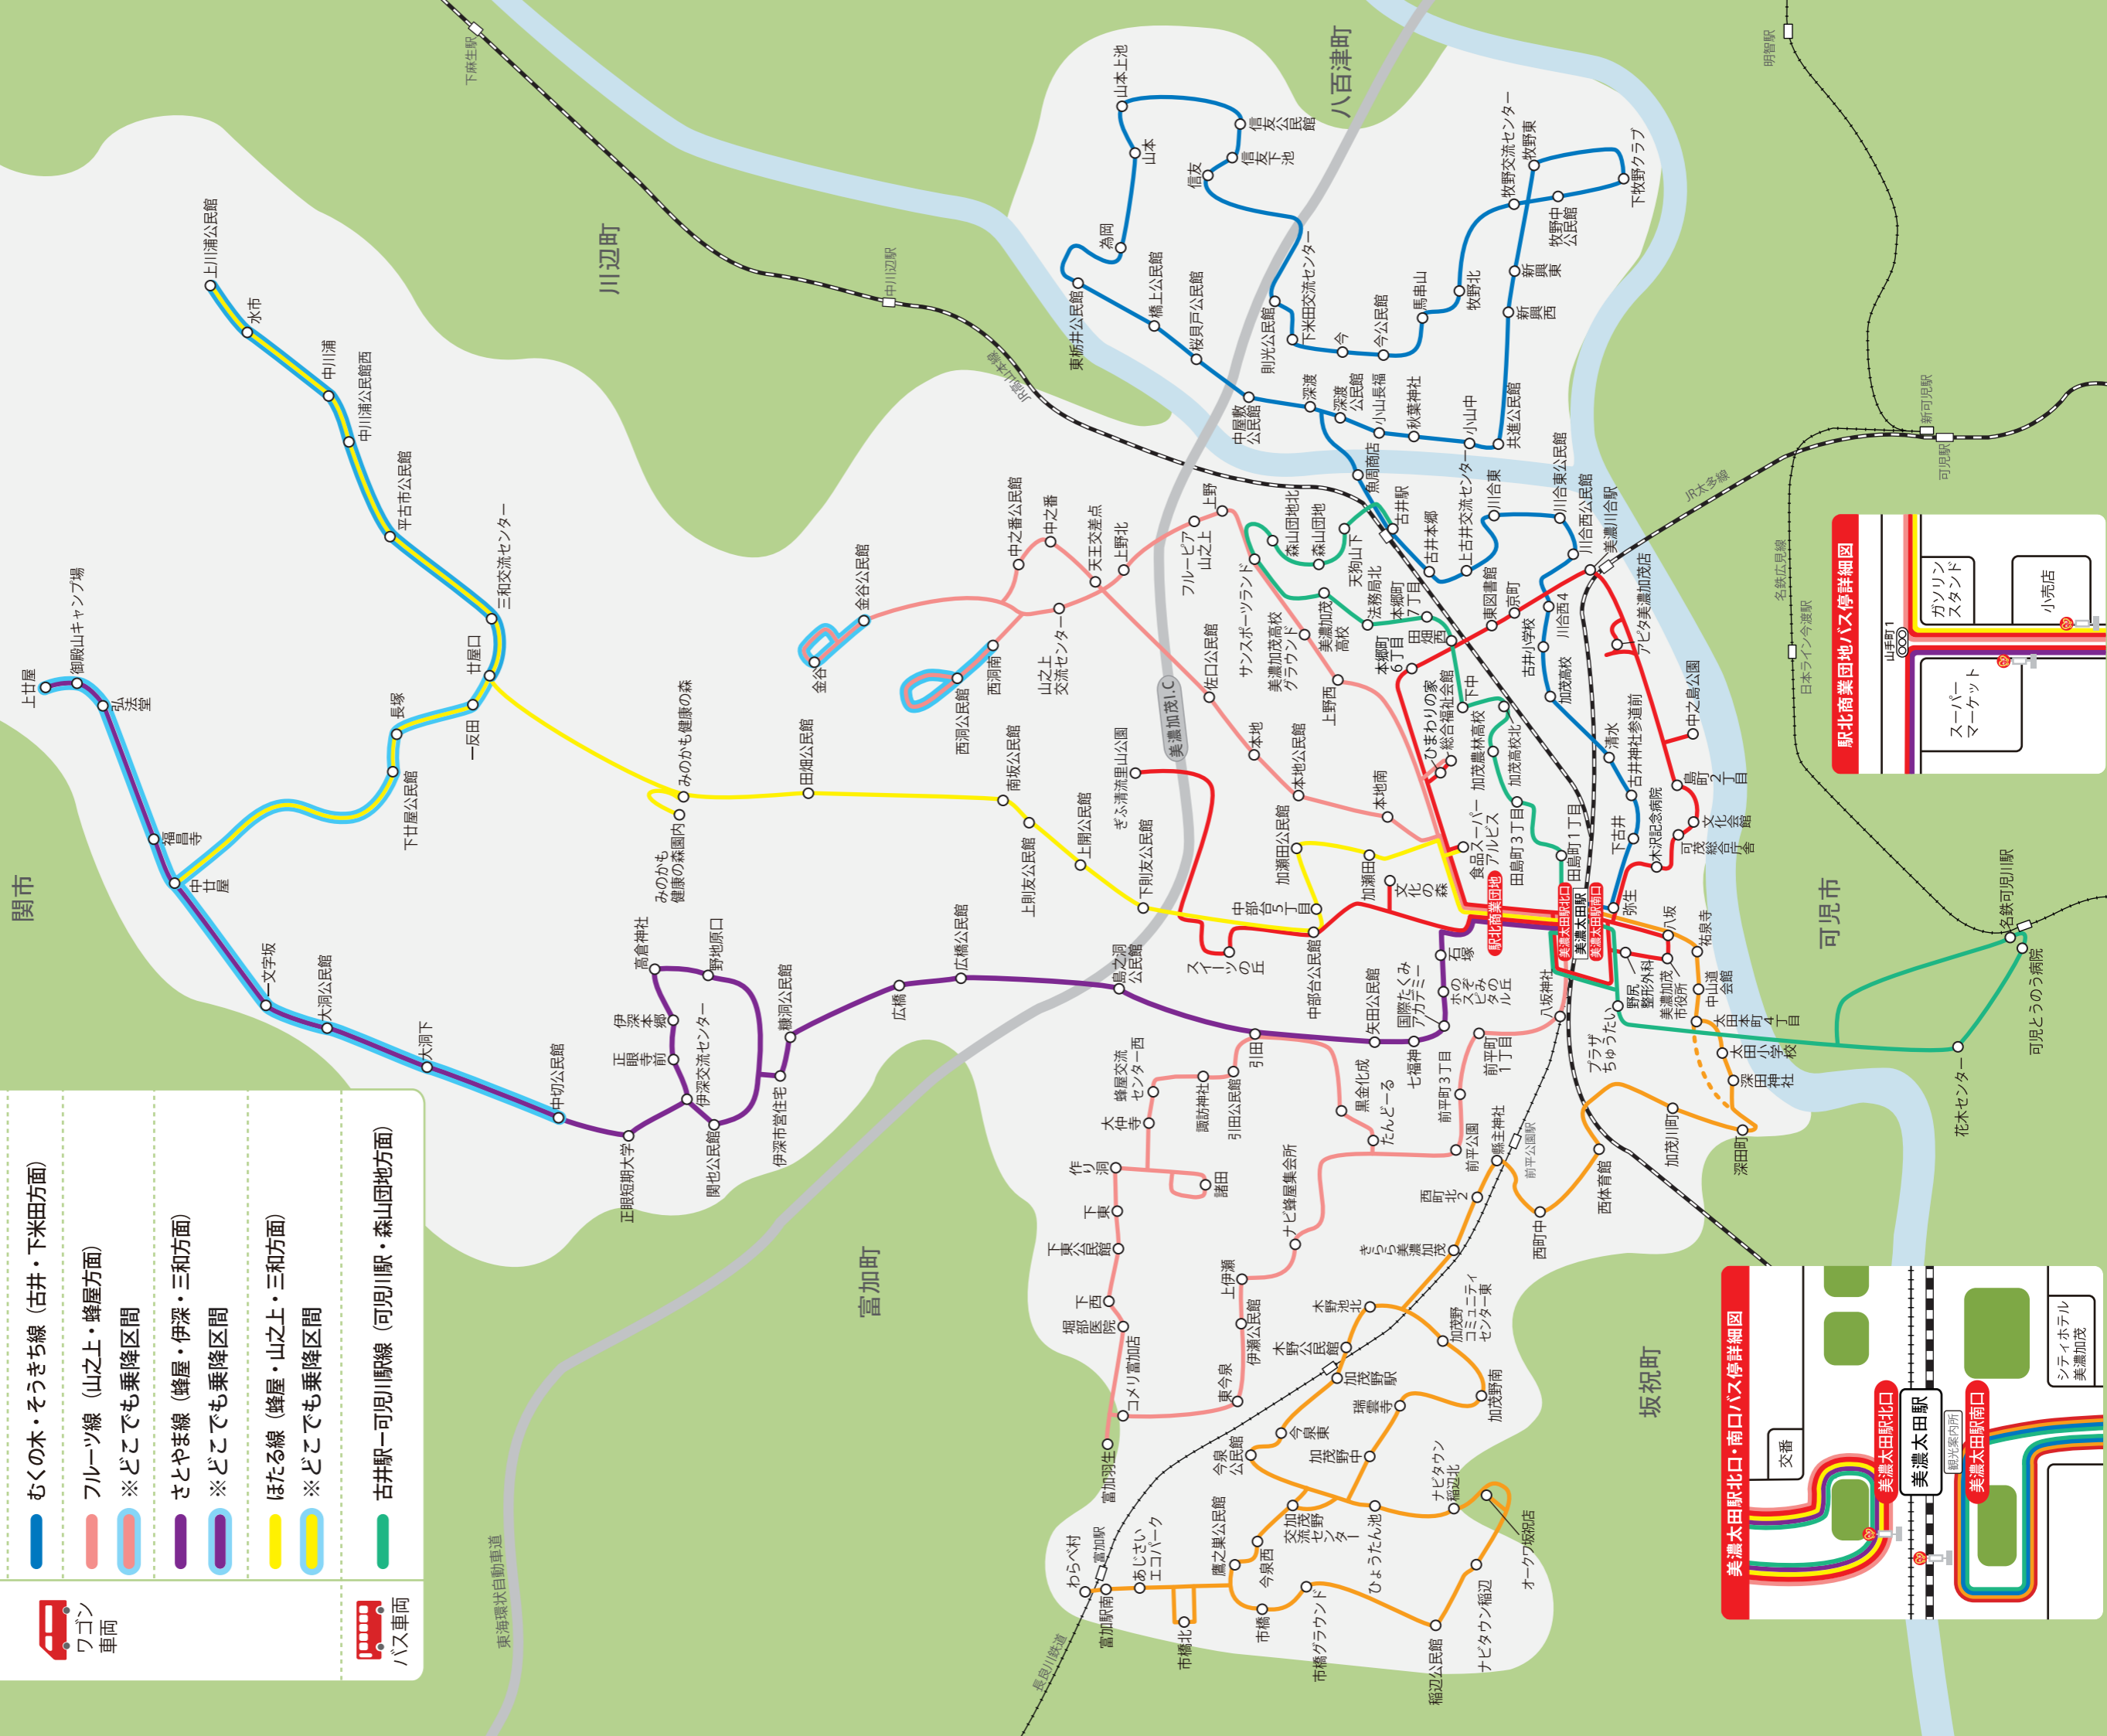 むくの木・そうきち線（古井・下米田方面）
フルーツ線（山之上・蜂屋方面）
※どこでも乗降区間
さとやま線（蜂屋・伊深・三和方面）
※どこでも乗降区間
ほたる線（蜂屋・山之上・三和方面）
※どこでも乗降区間
古井駅ー可児川駅線（可児川駅・森山団地方面）
ワゴン
車両
バス車両
関市
川辺町
八百津町
富加町
坂祝町
可児市
東海環状自動車道
美濃加茂I.C
JR高山本線
JR太多線
名鉄広見線
長良川鉄道
下麻生駅
中川辺駅
明智駅
新可児駅
可児駅
日本ライン今渡駅
美濃川合駅
前平公園駅
富加駅
上廿屋
御殿山キャンプ場
弘法堂
福昌寺
中廿屋
一文字坂
大洞公民館
大洞下
中切公民館
正眼短期大学
伊深交流センター
正眼寺前
伊深本郷
高倉神社
野地原口
関也公民館
伊深市営住宅
糠洞公民館
広橋
広橋公民館
島之洞
公民館
引田
矢田公民館
七福神
国際たくみ
アカデミー
のぞみの丘
ホスピタル
石塚
上川浦公民館
水市
中川浦
中川浦公民館西
平古市公民館
三和交流センター
廿屋口
一反田
長塚
下廿屋公民館
みのかも健康の森
みのかも
健康の森園内
田畑公民館
南坂公民館
上則友公民館
上開公民館
下則友公民館
中部台公民館
中部台5丁目
加瀬田公民館
加瀬田
ぎふ清流里山公園
スイーツの丘
文化の森
食品スーパー
アルビス
駅北商業団地
金谷公民館
金谷
西洞公民館
西洞南
山之上
交流センター
中之番公民館
中之番
天王交差点
上野北
上野
フルーピア
山之上
サンスポーツランド
美濃加茂高校
グラウンド
上野西
佐口公民館
本地
本地公民館
本地南
森山団地北
森山団地
天狗山下
古井駅
美濃加茂
高校
法務局北
本郷町
7丁目
田畑西
下中
本郷町
6丁目
ひまわりの家
総合福祉会館
加茂農林高校
加茂高校北
田島町3丁目
田島町1丁目
東図書館
京町
アピタ美濃加茂店
中之島公園
島町2丁目
文化会館
可茂総合庁舎
木沢記念病院
山本上池
山本
為岡
東栃井公民館
橋上公民館
桜貝戸公民館
中屋敷
公民館
信友公民館
信友下池
信友
則光公民館
下米田交流センター
今
今公民館
馬串山
牧野北
牧野交流センター
牧野東
下牧野クラブ
牧野中
公民館
新興東
新興西
共進公民館
小山中
秋葉神社
小山長福
深渡
公民館
深渡
魚周商店
古井本郷
上古井交流センター
川合東
川合東公民館
川合西公民館
川合西4
古井小学校
加茂高校
清水
古井神社参道前
下古井
弥生
美濃太田駅北口
美濃太田駅
美濃太田駅南口
八坂
祐泉寺
野尻
整形外科
美濃加茂
市役所
中山道
会館
太田本町4丁目
太田小学校
深田神社
深田町
加茂川町
西体育館
西町中
縣主神社
西町北2
きらら美濃加茂
プラザ
ちゅうたい
花木センター
可児とうのう病院
名鉄可児川駅
八坂神社
前平町
1丁目
前平町3丁目
前平公園
たんどーる
黒金化成
引田公民館
諏訪神社
蜂屋交流
センター西
大仲寺
作り洞
諸田
下東
下東公民館
下西
堀部医院
コメリ富加店
富加羽生
東今泉
伊瀬公民館
上伊瀬
ナビ蜂屋集会所
木野池北
木野公民館
加茂野駅
加茂野
コミュニティ
センター東
加茂野南
瑞雲寺
加茂野中
今泉東
今泉
公民館
加茂野
交流センター
ひょうたん池
ナビタウン
稲辺北
オークワ坂祝店
ナビタウン稲辺
稲辺公民館
市橋グラウンド
市橋
今泉西
鷹之巣公民館
市橋北
あじさい
エコパーク
富加駅南
わらべ村
駅北商業団地バス停詳細図
山手町1
ガソリン
スタンド
小売店
スーパー
マーケット
美濃太田駅北口・南口バス停詳細図
交番
美濃太田駅北口
美濃太田駅
観光案内所
美濃太田駅南口
シティホテル
美濃加茂